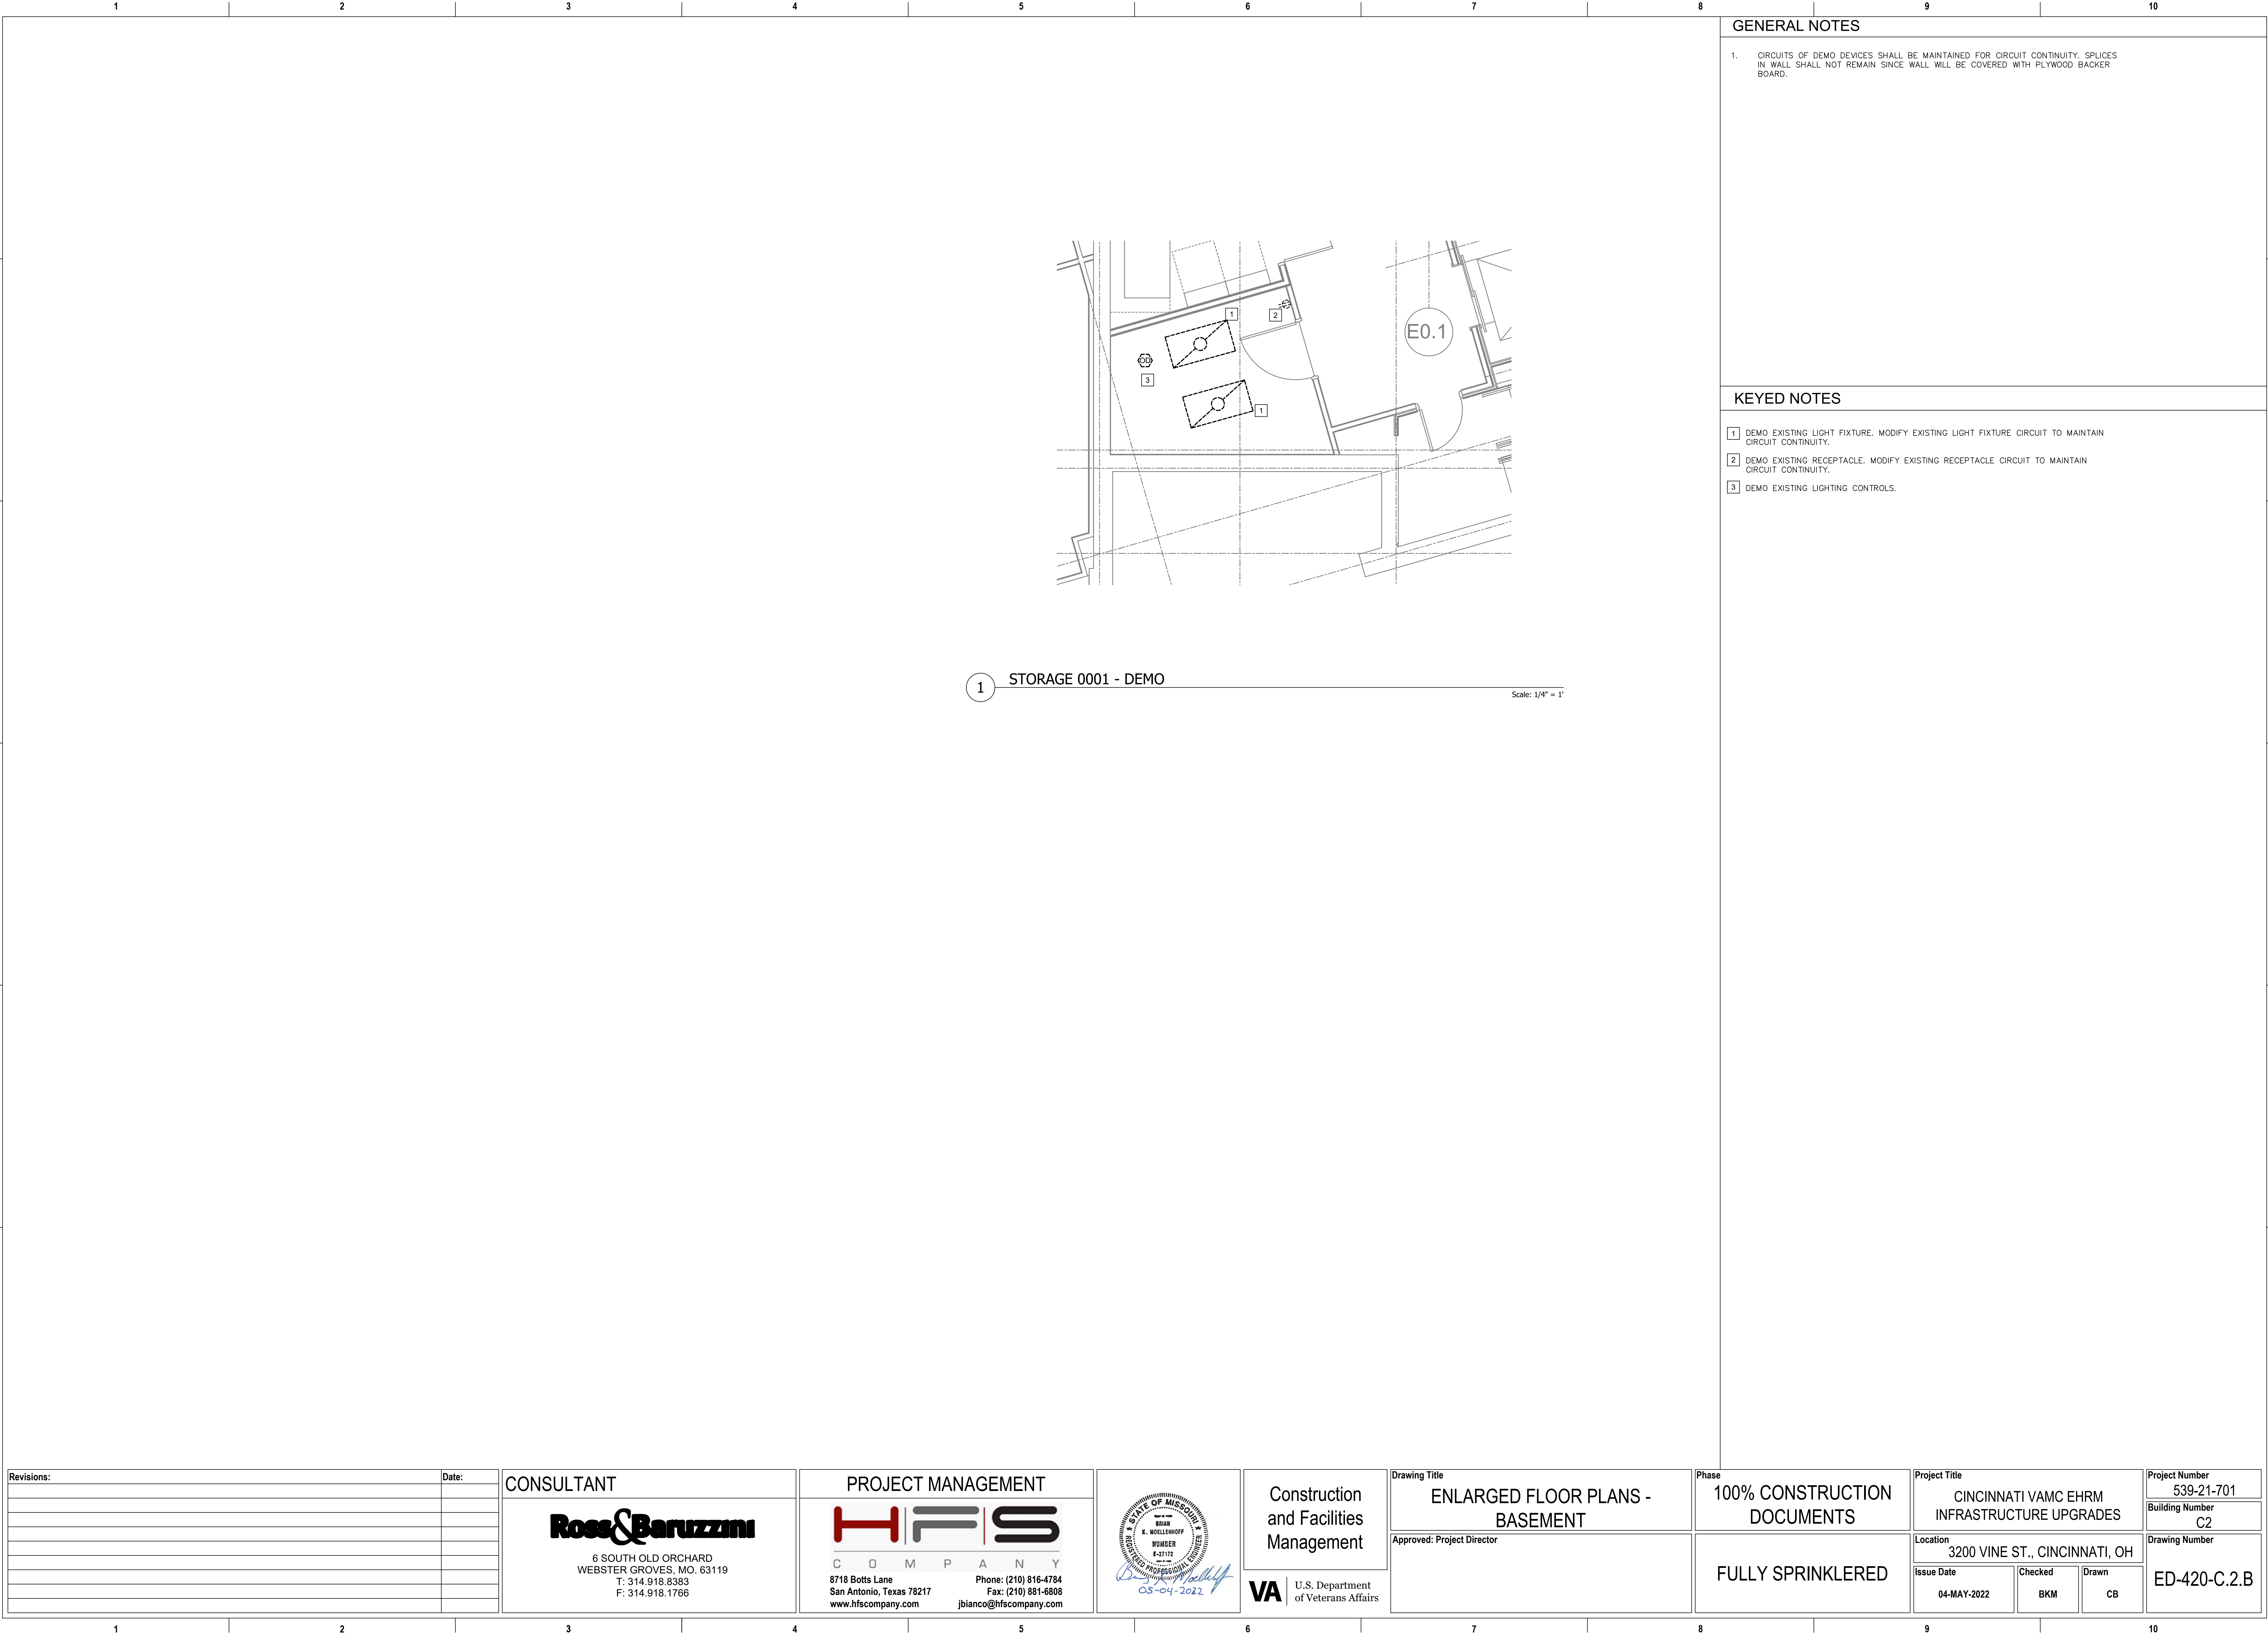 1 2 3 4 5 6 7 8 9 10
GENERAL NOTES
1. CIRCUITS OF DEMO DEVICES SHALL BE MAINTAINED FOR CIRCUIT CONTINUITY. SPLICES
IN WALL SHALL NOT REMAIN SINCE WALL WILL BE COVERED WITH PLYWOOD BACKER
BOARD.
1
2
E0.1
OD
3
1
KEYED NOTES
1 DEMO EXISTING LIGHT FIXTURE. MODIFY EXISTING LIGHT FIXTURE CIRCUIT TO MAINTAIN
CIRCUIT CONTINUITY.
2 DEMO EXISTING RECEPTACLE. MODIFY EXISTING RECEPTACLE CIRCUIT TO MAINTAIN
CIRCUIT CONTINUITY.
3 DEMO EXISTING LIGHTING CONTROLS.
1 STORAGE 0001 - DEMO
Scale: 1/4" = 1'
Revisions: Date:
CONSULTANT
Ross&Baruzzini
6 SOUTH OLD ORCHARD
WEBSTER GROVES, MO. 63119
T: 314.918.8383
F: 314.918.1766
PROJECT MANAGEMENT
HFS
COMPANY
8718 Botts Lane Phone: (210) 816-4784
San Antonio, Texas 78217 Fax: (210) 881-6808
www.hfscompany.com jbianco@hfscompany.com
STATE OF MISSOURI
BRIAN
K. MOELLENHOFF
NUMBER
E-27172
REGISTERED PROFESSIONAL ENGINEER
05-04-2022
Construction
and Facilities
Management
VA U.S. Department
of Veterans Affairs
Drawing Title
ENLARGED FLOOR PLANS -
BASEMENT
Approved: Project Director
Phase
100% CONSTRUCTION
DOCUMENTS
FULLY SPRINKLERED
Project Title
CINCINNATI VAMC EHRM
INFRASTRUCTURE UPGRADES
Location
3200 VINE ST., CINCINNATI, OH
Issue Date
04-MAY-2022
Checked
BKM
Drawn
CB
Project Number
539-21-701
Building Number
C2
Drawing Number
ED-420-C.2.B
1 2 3 4 5 6 7 8 9 10